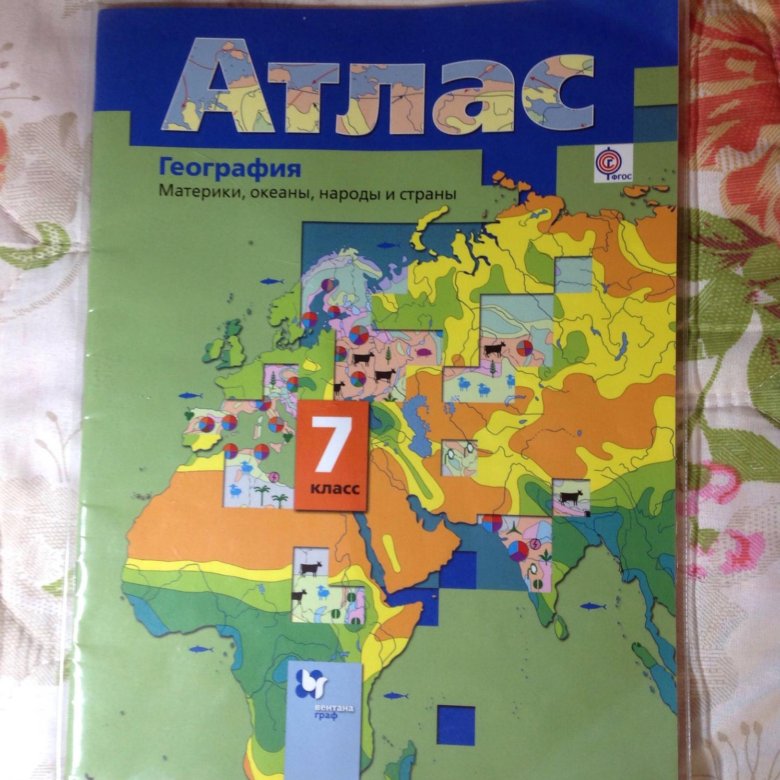 Атлас
География
Материки, океаны, народы и страны
ФГОС
7
класс
вентана
граф